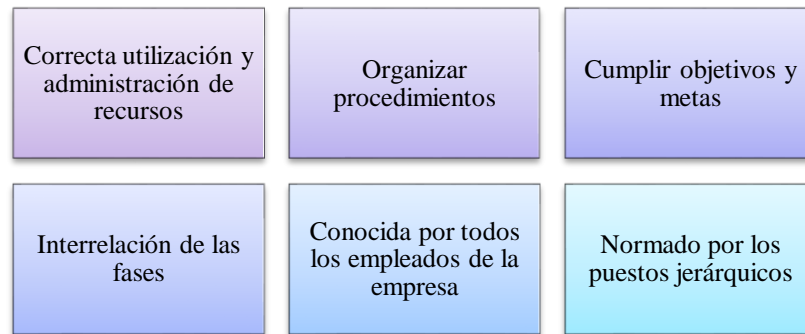 Correcta utilización y
administración de
recursos
Organizar
procedimientos
Cumplir objetivos y
metas
Interrelación de las
fases
Conocida por todos
los empleados de la
empresa
Normado por los
puestos jerárquicos